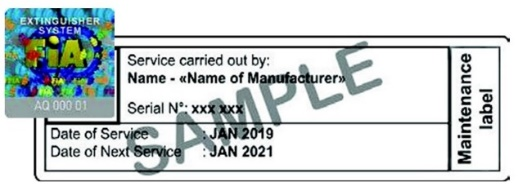 EXTINGUISHER
SYSTEM
FiA
AQ 000 01
Service carried out by:
Name - «Name of Manufacturer»
Serial N°: xxx xxx
Date of Service : JAN 2019
Date of Next Service : JAN 2021
Maintenance
label
SAMPLE